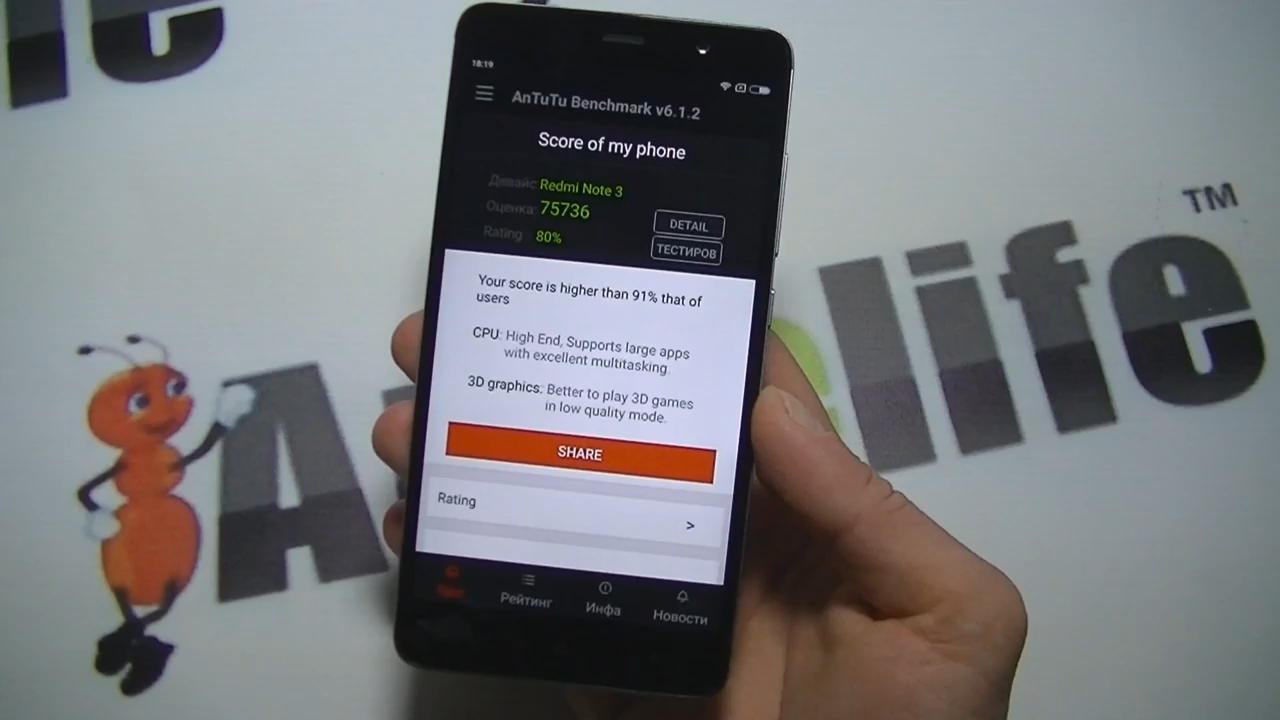 18:19
AnTuTu Benchmark v6.1.2
Score of my phone
Девайс: Redmi Note 3
Оценка: 75736
Rating 80%
DETAIL
ТЕСТИРОВ
Your score is higher than 91% that of
users
CPU: High End, Supports large apps
with excellent multitasking.
3D graphics: Better to play 3D games
in low quality mode.
SHARE
Rating
>
Рейтинг
Инфа
Новости
life
TM